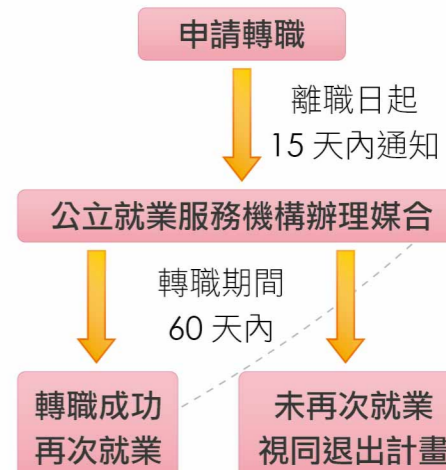 申請轉職
離職日起
15 天內通知
公立就業服務機構辦理媒合
轉職期間
60 天內
轉職成功
再次就業
未再次就業
視同退出計畫